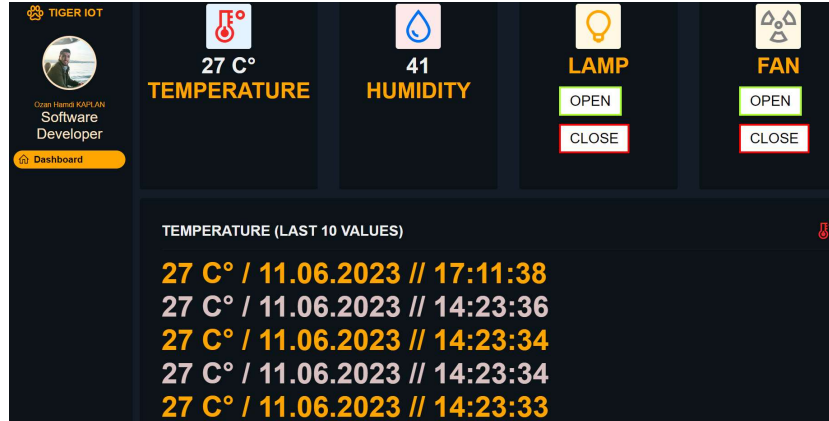 TIGER IOT
Ozan Hamdi KAPLAN
Software
Developer
Dashboard
27 C°
TEMPERATURE
41
HUMIDITY
LAMP
OPEN
CLOSE
FAN
OPEN
CLOSE
TEMPERATURE (LAST 10 VALUES)
27 C° / 11.06.2023 // 17:11:38
27 C° / 11.06.2023 // 14:23:36
27 C° / 11.06.2023 // 14:23:34
27 C° / 11.06.2023 // 14:23:34
27 C° / 11.06.2023 // 14:23:33